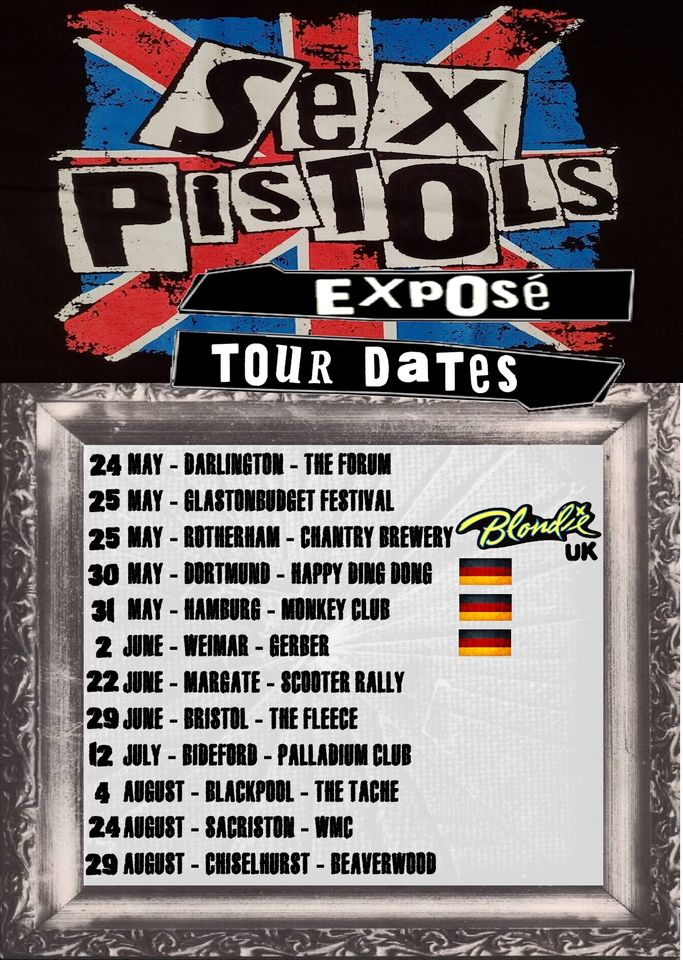 Sex
PiSTOLS
EXPOSé
TOUR DaTes
24 MAY - DARLINGTON - THE FORUM
25 MAY - GLASTONBUDGET FESTIVAL
25 MAY - ROTHERHAM - CHANTRY BREWERY Blondie UK
30 MAY - DORTMUND - HAPPY DING DONG
31 MAY - HAMBURG - MONKEY CLUB
2 JUNE - WEIMAR - GERBER
22 JUNE - MARGATE - SCOOTER RALLY
29 JUNE - BRISTOL - THE FLEECE
12 JULY - BIDEFORD - PALLADIUM CLUB
4 AUGUST - BLACKPOOL - THE TACHE
24 AUGUST - SACRISTON - WMC
29 AUGUST - CHISELHURST - BEAVERWOOD